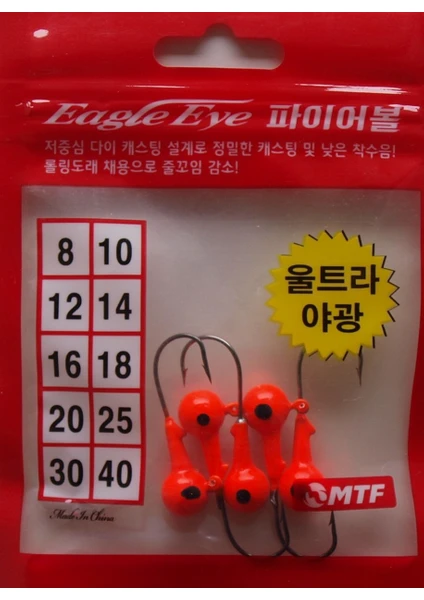 Eagle Eye 파이어볼
저중심 다이 캐스팅 설계로 정밀한 캐스팅 및 낮은 착수음!
롤링도래 채용으로 줄꼬임 감소!
울트라
야광
8 10
12 14
16 18
20 25
30 40
MTF
Made In China